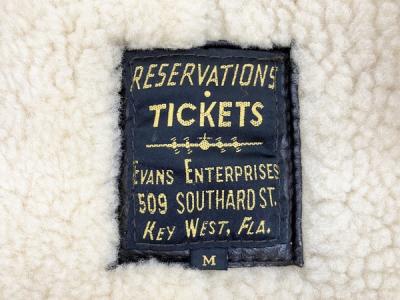 RESERVATIONS
TICKETS
EVANS ENTERPRISES
509 SOUTHARD ST.
KEY WEST, FLA.
M